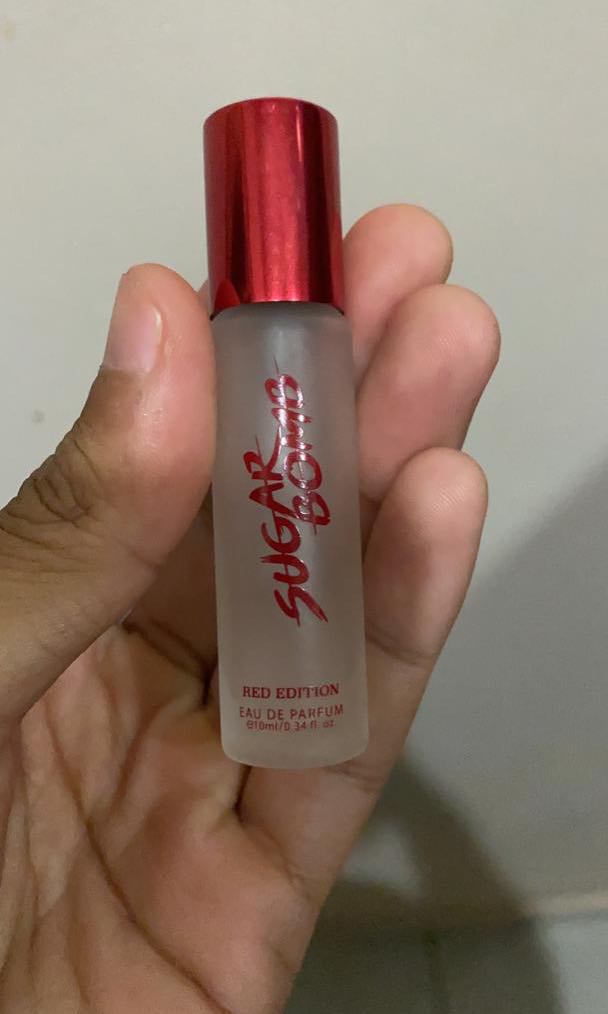 SUGAR
BOMB
RED EDITION
EAU DE PARFUM
℮10ml/0.34 fl. oz